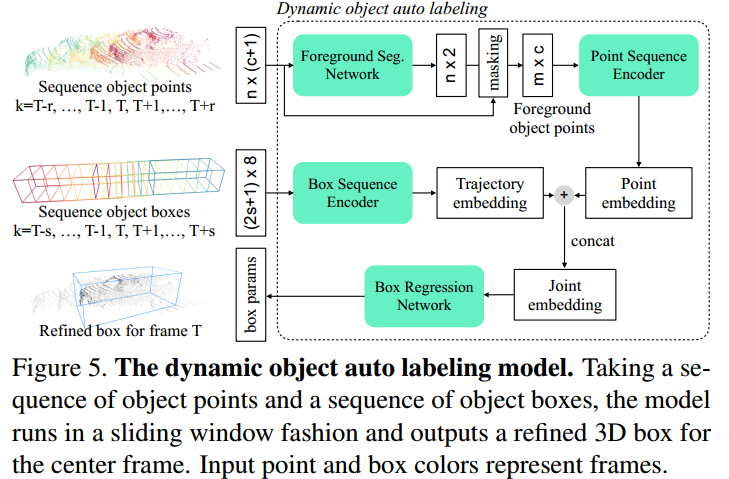 Dynamic object auto labeling
Sequence object points
k=T-r, …, T-1, T, T+1,…, T+r
n x (c+1)
Foreground Seg.
Network
n x 2
masking
m x c
Point Sequence
Encoder
Foreground
object points
Sequence object boxes
k=T-s, …, T-1, T, T+1,…, T+s
(2s+1) x 8
Box Sequence
Encoder
Trajectory
embedding
+
Point
embedding
concat
Refined box for frame T
box params
Box Regression
Network
Joint
embedding
Figure 5. The dynamic object auto labeling model. Taking a se-
quence of object points and a sequence of object boxes, the model
runs in a sliding window fashion and outputs a refined 3D box for
the center frame. Input point and box colors represent frames.